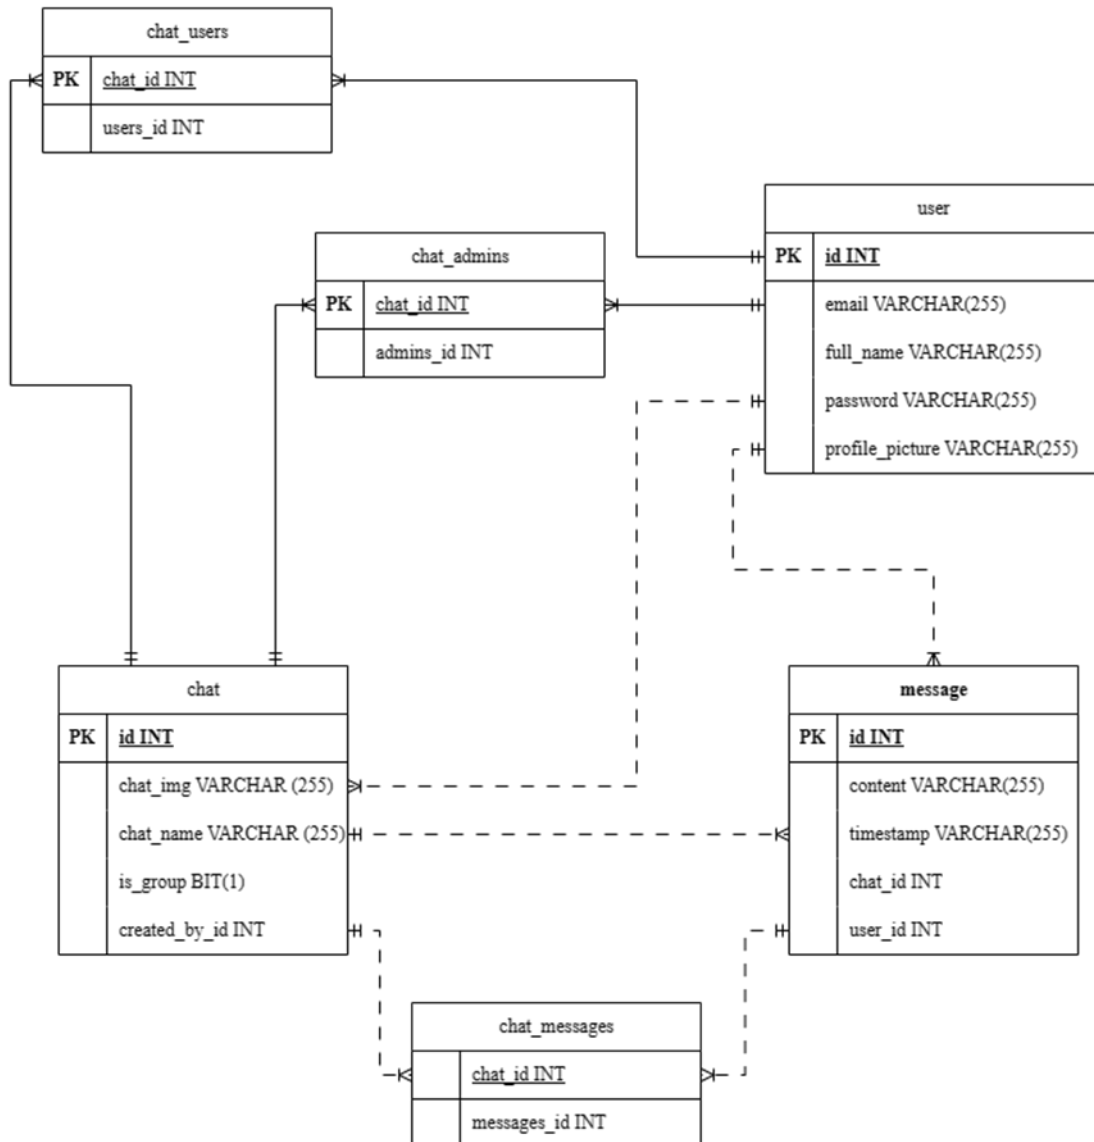 chat_users
PK chat_id INT
users_id INT
user
PK id INT
email VARCHAR(255)
full_name VARCHAR(255)
password VARCHAR(255)
profile_picture VARCHAR(255)
chat_admins
PK chat_id INT
admins_id INT
chat
PK id INT
chat_img VARCHAR (255)
chat_name VARCHAR (255)
is_group BIT(1)
created_by_id INT
message
PK id INT
content VARCHAR(255)
timestamp VARCHAR(255)
chat_id INT
user_id INT
chat_messages
chat_id INT
messages_id INT